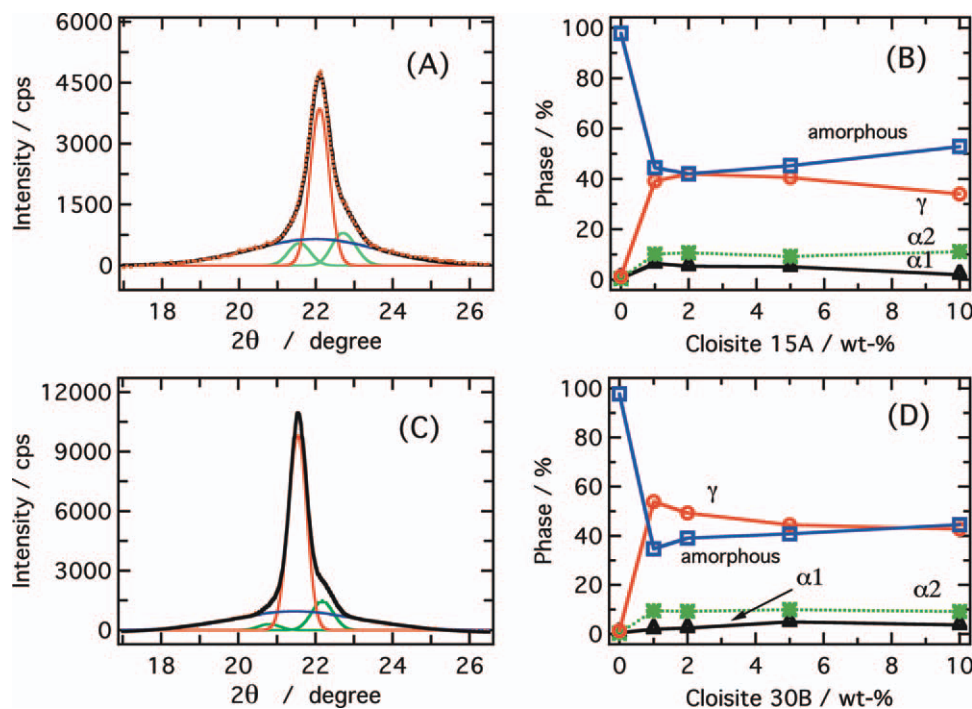 6000
4500
3000
1500
0
Intensity / cps
(A)
18 20 22 24 26
2θ / degree
100
80
60
40
20
0
Phase / %
(B)
amorphous
γ
α2
α1
0 2 4 6 8 10
Cloisite 15A / wt-%
12000
9000
6000
3000
0
Intensity / cps
(C)
18 20 22 24 26
2θ / degree
100
80
60
40
20
0
Phase / %
(D)
γ
amorphous
α1
α2
0 2 4 6 8 10
Cloisite 30B / wt-%